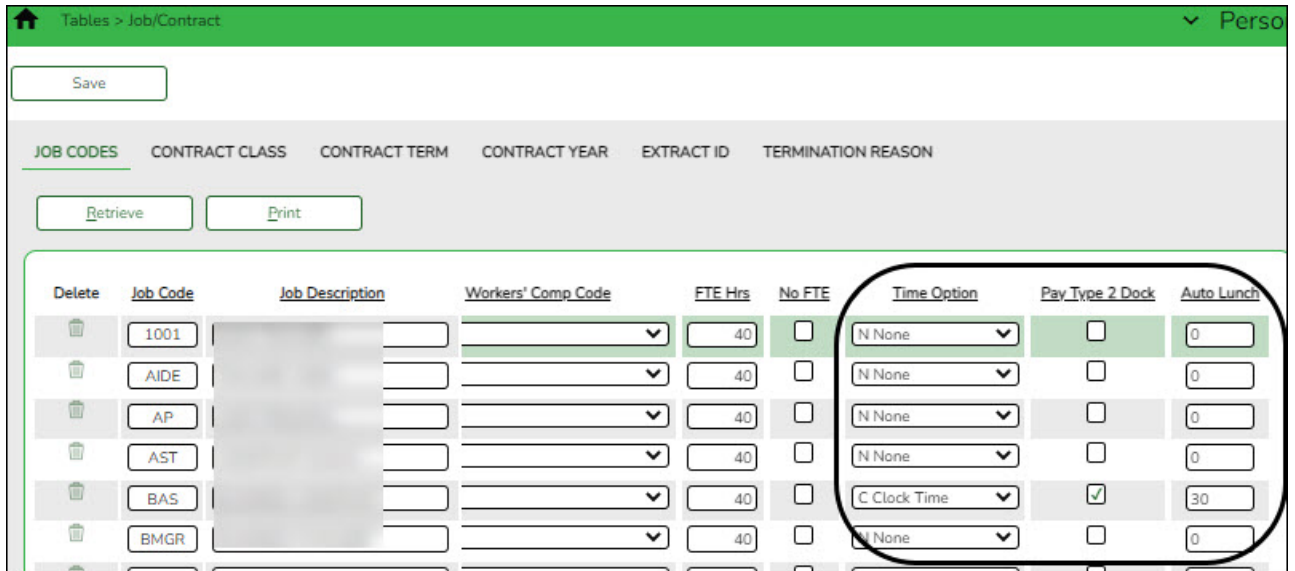 Tables > Job/Contract Perso
Save
JOB CODES CONTRACT CLASS CONTRACT TERM CONTRACT YEAR EXTRACT ID TERMINATION REASON
Retrieve Print
Delete Job Code Job Description Workers' Comp Code FTE Hrs No FTE Time Option Pay Type 2 Dock Auto Lunch
1001 40 N None 0
AIDE 40 N None 0
AP 40 N None 0
AST 40 N None 0
BAS 40 C Clock Time 30
BMGR 40 N None 0